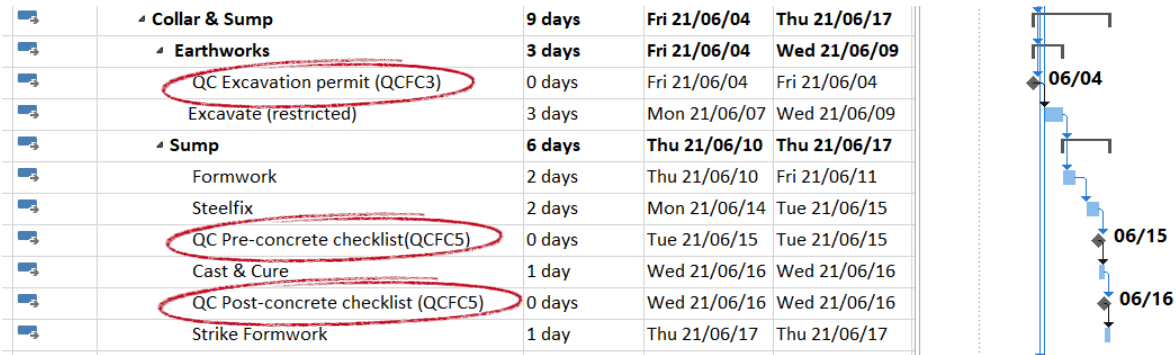 Collar & Sump 9 days Fri 21/06/04 Thu 21/06/17
Earthworks 3 days Fri 21/06/04 Wed 21/06/09
QC Excavation permit (QCFC3) 0 days Fri 21/06/04 Fri 21/06/04 06/04
Excavate (restricted) 3 days Mon 21/06/07 Wed 21/06/09
Sump 6 days Thu 21/06/10 Thu 21/06/17
Formwork 2 days Thu 21/06/10 Fri 21/06/11
Steelfix 2 days Mon 21/06/14 Tue 21/06/15
QC Pre-concrete checklist(QCFC5) 0 days Tue 21/06/15 Tue 21/06/15 06/15
Cast & Cure 1 day Wed 21/06/16 Wed 21/06/16
QC Post-concrete checklist (QCFC5) 0 days Wed 21/06/16 Wed 21/06/16 06/16
Strike Formwork 1 day Thu 21/06/17 Thu 21/06/17